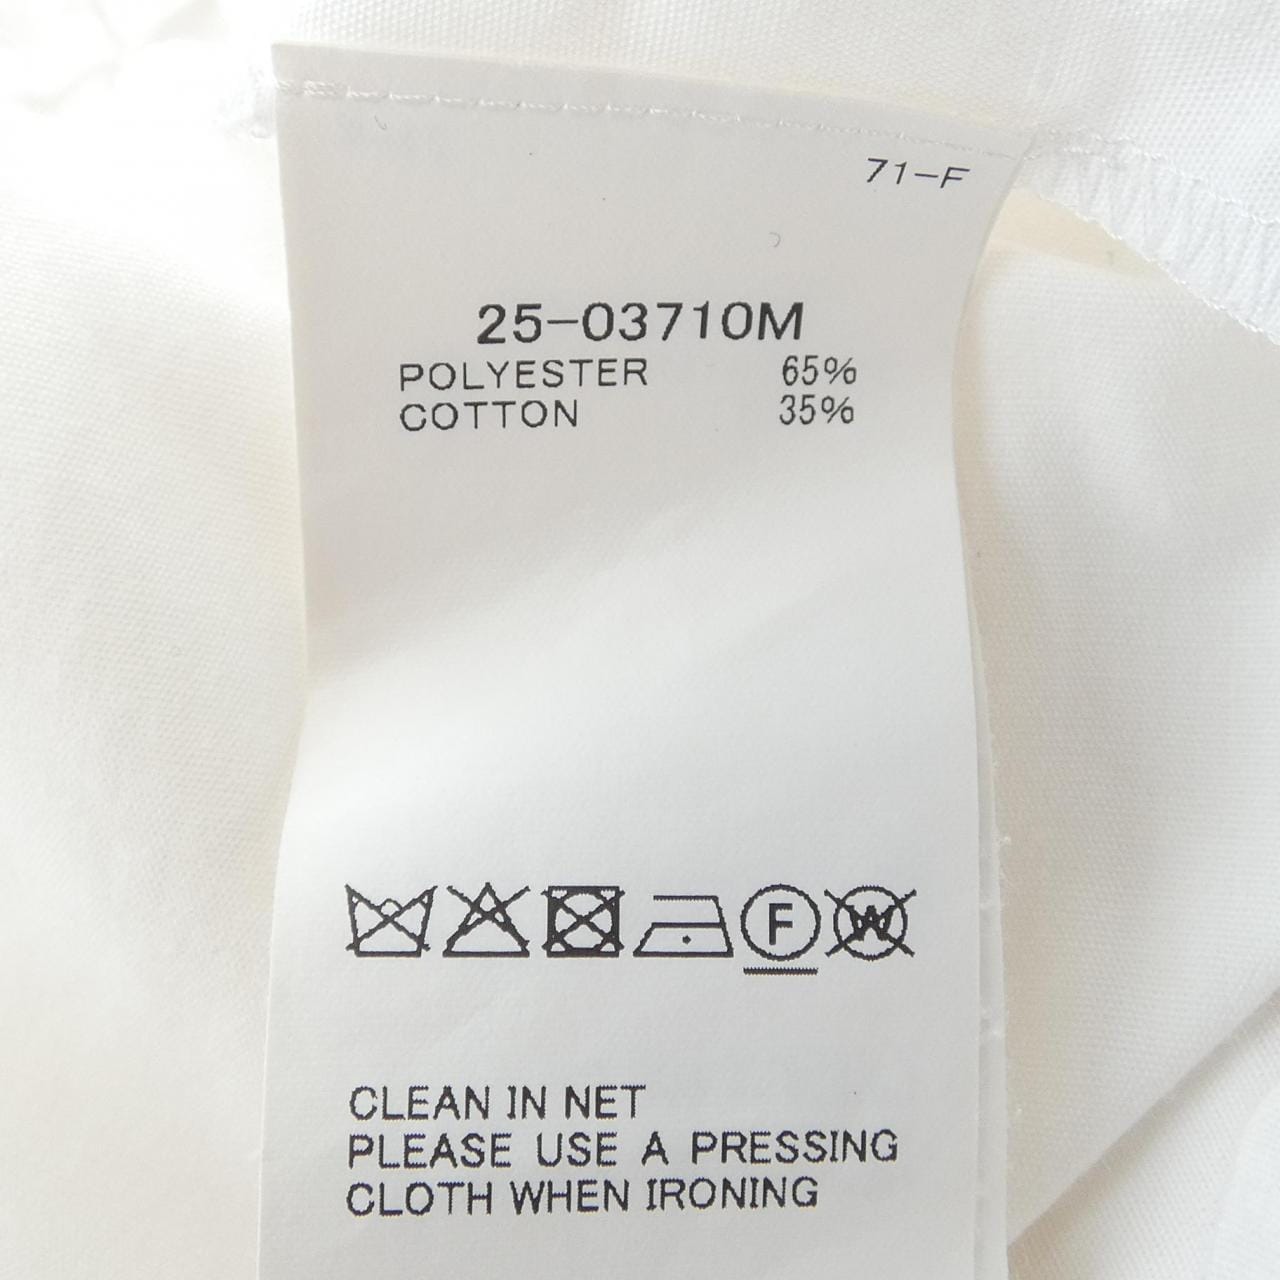 71-F
25-03710M
POLYESTER 65%
COTTON 35%
F W
CLEAN IN NET
PLEASE USE A PRESSING
CLOTH WHEN IRONING